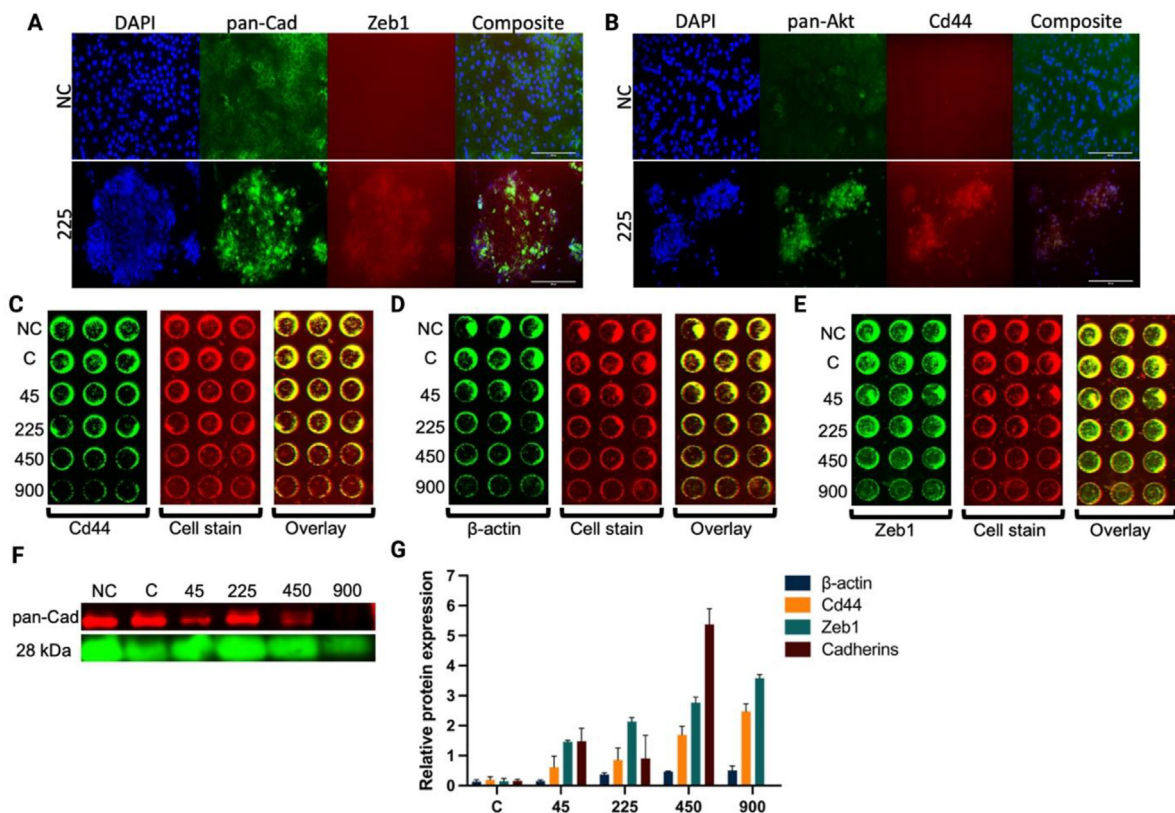 A
DAPI pan-Cad Zeb1 Composite
NC
225
B
DAPI pan-Akt Cd44 Composite
NC
225
C
NC
C
45
225
450
900
Cd44 Cell stain Overlay
D
NC
C
45
225
450
900
β-actin Cell stain Overlay
E
NC
C
45
225
450
900
Zeb1 Cell stain Overlay
F
NC C 45 225 450 900
pan-Cad
28 kDa
G
Relative protein expression
7
6
5
4
3
2
1
0
C 45 225 450 900
β-actin
Cd44
Zeb1
Cadherins